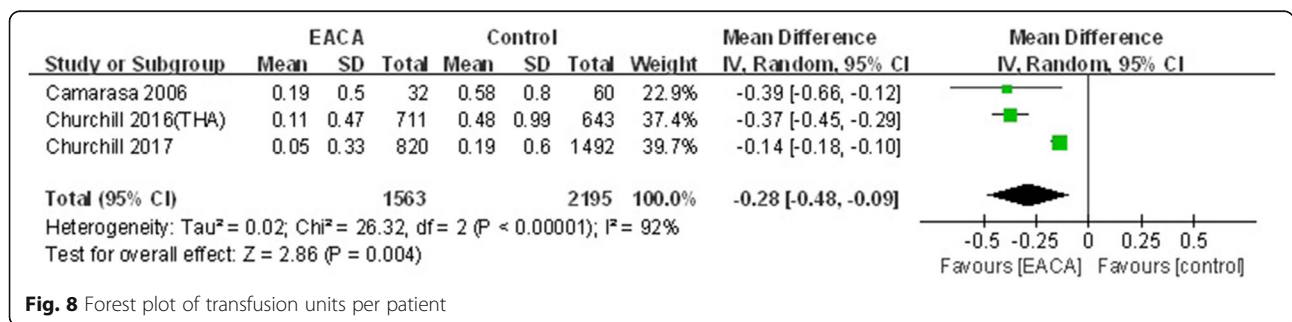 EACA Control Mean Difference Mean Difference
Study or Subgroup Mean SD Total Mean SD Total Weight IV, Random, 95% CI IV, Random, 95% CI
Camarasa 2006 0.19 0.5 32 0.58 0.8 60 22.9% -0.39 [-0.66, -0.12]
Churchill 2016(THA) 0.11 0.47 711 0.48 0.99 643 37.4% -0.37 [-0.45, -0.29]
Churchill 2017 0.05 0.33 820 0.19 0.6 1492 39.7% -0.14 [-0.18, -0.10]
Total (95% CI) 1563 2195 100.0% -0.28 [-0.48, -0.09]
Heterogeneity: Tau² = 0.02; Chi² = 26.32, df = 2 (P < 0.00001); I² = 92%
Test for overall effect: Z = 2.86 (P = 0.004)
-0.5 -0.25 0 0.25 0.5
Favours [EACA] Favours [control]
Fig. 8 Forest plot of transfusion units per patient